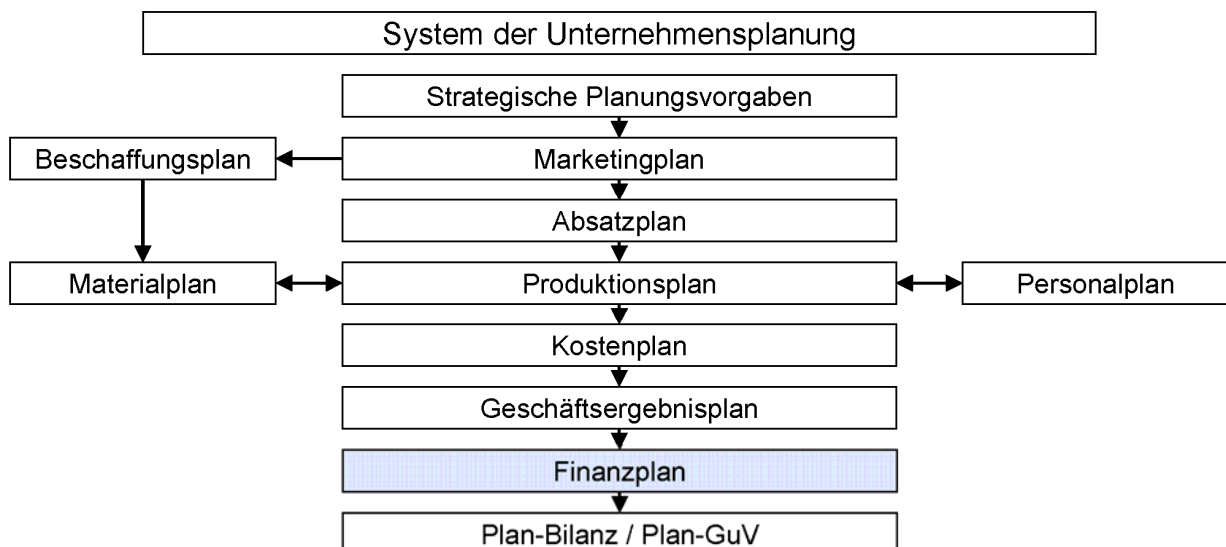 System der Unternehmensplanung
Strategische Planungsvorgaben
Beschaffungsplan
Marketingplan
Absatzplan
Materialplan
Produktionsplan
Personalplan
Kostenplan
Geschäftsergebnisplan
Finanzplan
Plan-Bilanz / Plan-GuV